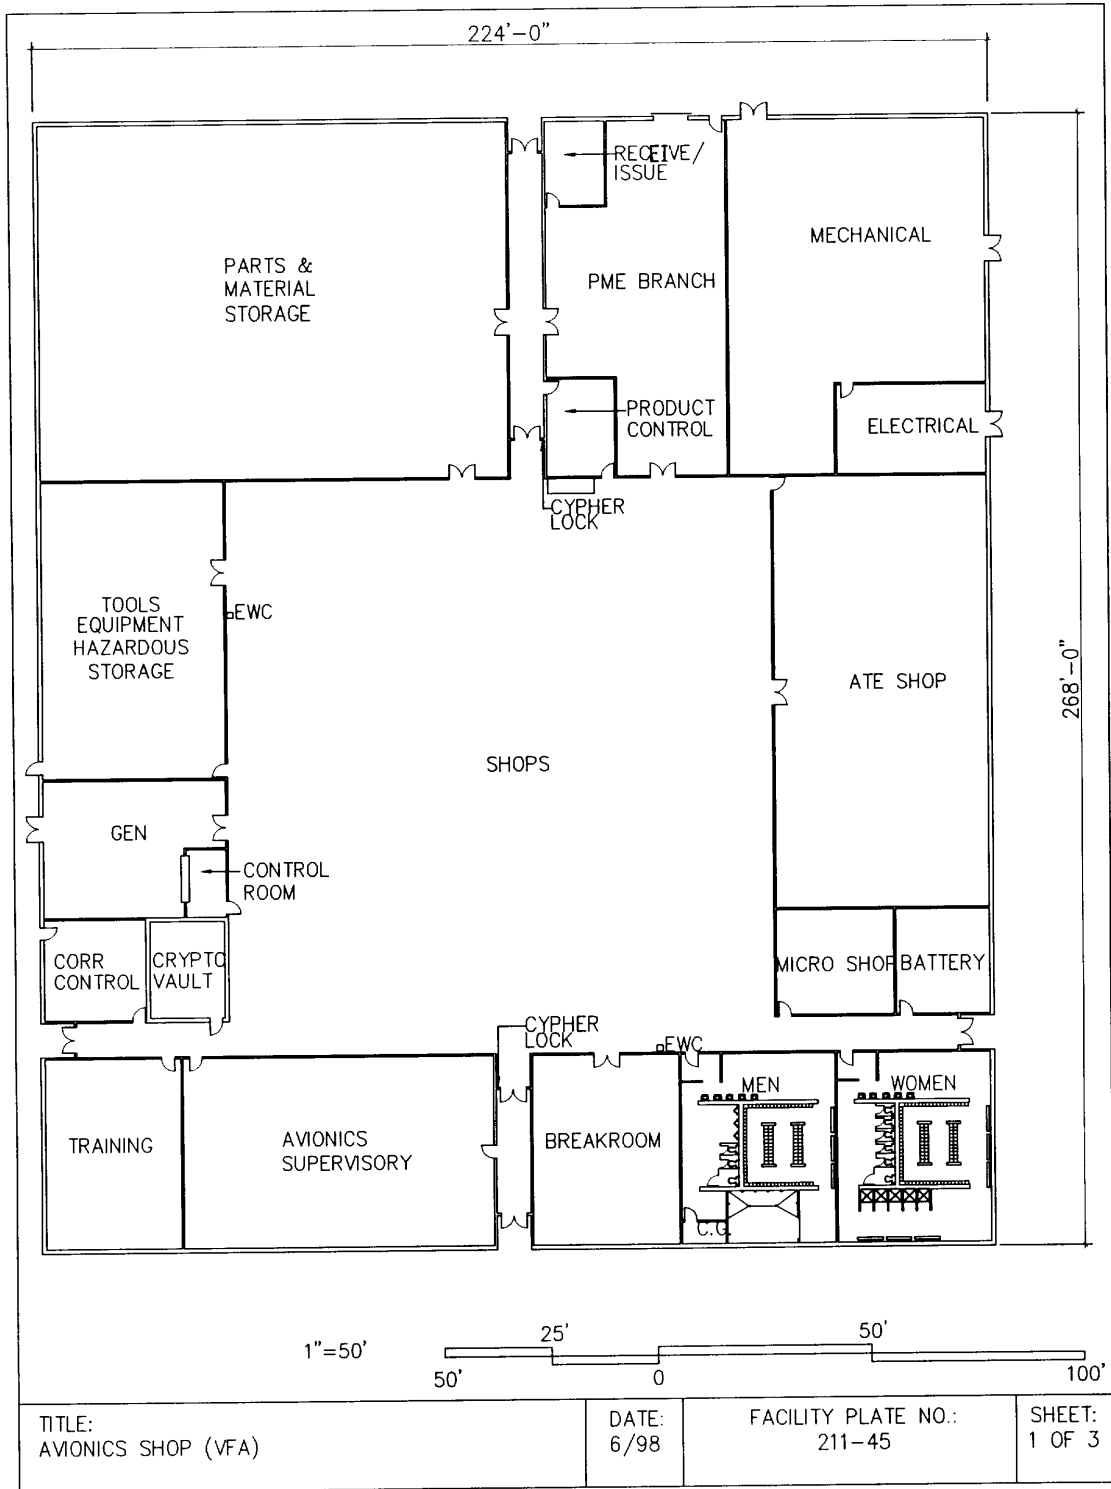 224'-0"
RECEIVE/
ISSUE
MECHANICAL
PARTS &
MATERIAL
STORAGE
PME BRANCH
PRODUCT
CONTROL
ELECTRICAL
CYPHER
LOCK
TOOLS
EQUIPMENT
HAZARDOUS
STORAGE
EWC
268'-0"
ATE SHOP
SHOPS
GEN
CONTROL
ROOM
CORR
CONTROL
CRYPTO
VAULT
MICRO SHOP
BATTERY
CYPHER
LOCK
EWC
MEN
WOMEN
TRAINING
AVIONICS
SUPERVISORY
BREAKROOM
C.G.
1"=50'
25'
50'
50'
0
100'
TITLE:
AVIONICS SHOP (VFA)
DATE:
6/98
FACILITY PLATE NO.:
211-45
SHEET:
1 OF 3